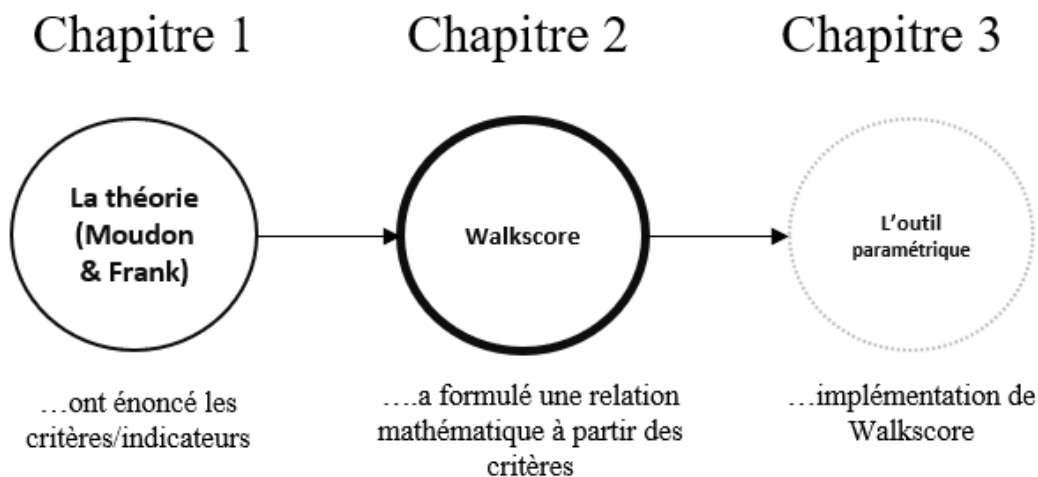 Chapitre 1
Chapitre 2
Chapitre 3
La théorie
(Moudon
& Frank)
Walkscore
L'outil
paramétrique
…ont énoncé les
critères/indicateurs
….a formulé une relation
mathématique à partir des
critères
…implémentation de
Walkscore